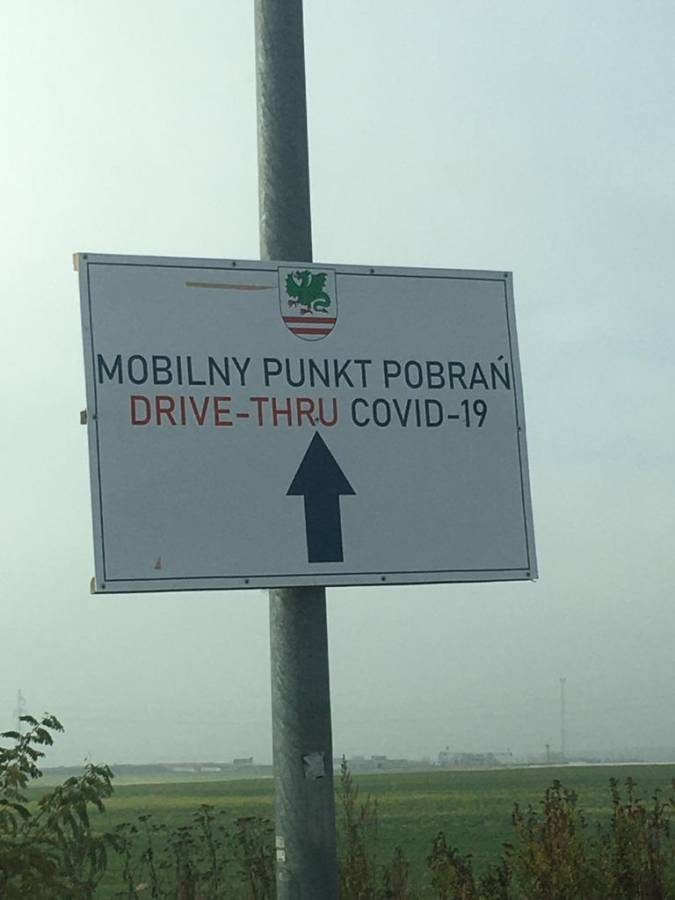 MOBILNY PUNKT POBRAŃ
DRIVE-THRU COVID-19